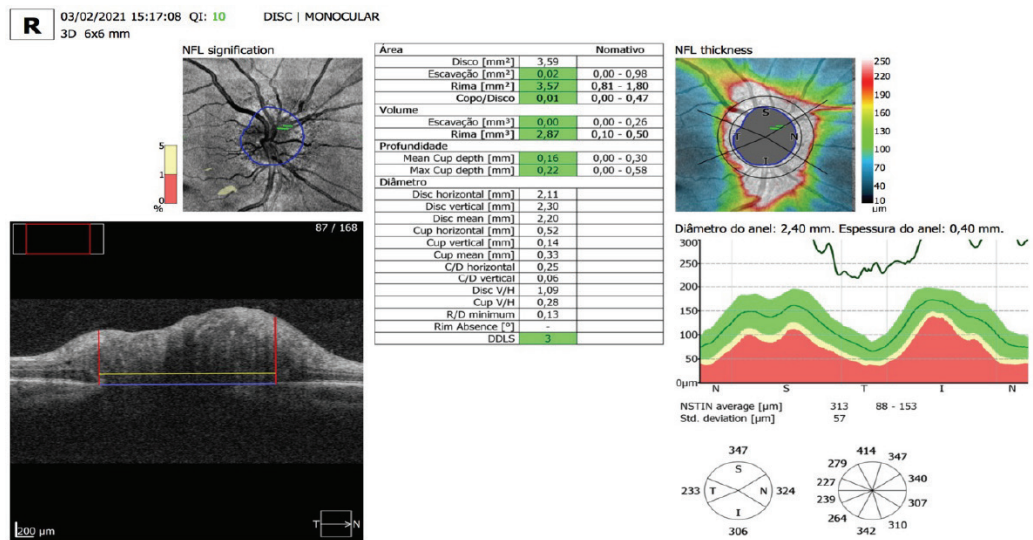 R
03/02/2021 15:17:08 QI: 10 DISC | MONOCULAR
3D 6x6 mm
NFL signification
5
1
0
%
87 / 168
200 µm
T N
Área Nomativo
Disco [mm²] 3,59
Escavação [mm²] 0,02 0,00 - 0,98
Rima [mm²] 3,57 0,81 - 1,80
Copo/Disco 0,01 0,00 - 0,47
Volume
Escavação [mm³] 0,00 0,00 - 0,26
Rima [mm³] 2,87 0,10 - 0,50
Profundidade
Mean Cup depth [mm] 0,16 0,00 - 0,30
Max Cup depth [mm] 0,22 0,00 - 0,58
Diâmetro
Disc horizontal [mm] 2,11
Disc vertical [mm] 2,30
Disc mean [mm] 2,20
Cup horizontal [mm] 0,52
Cup vertical [mm] 0,14
Cup mean [mm] 0,33
C/D horizontal 0,25
C/D vertical 0,06
Disc V/H 1,09
Cup V/H 0,28
R/D minimum 0,13
Rim Absence [º] -
DDLS 3
NFL thickness
S
T N
I
250
220
190
160
130
100
70
40
10
µm
Diâmetro do anel: 2,40 mm. Espessura do anel: 0,40 mm.
300
250
200
150
100
50
0µm
N S T I N
NSTIN average [µm] 313 88 - 153
Std. deviation [µm] 57
347
S
233 T N 324
I
306
414 347
279 340
227 307
239
264 310
342